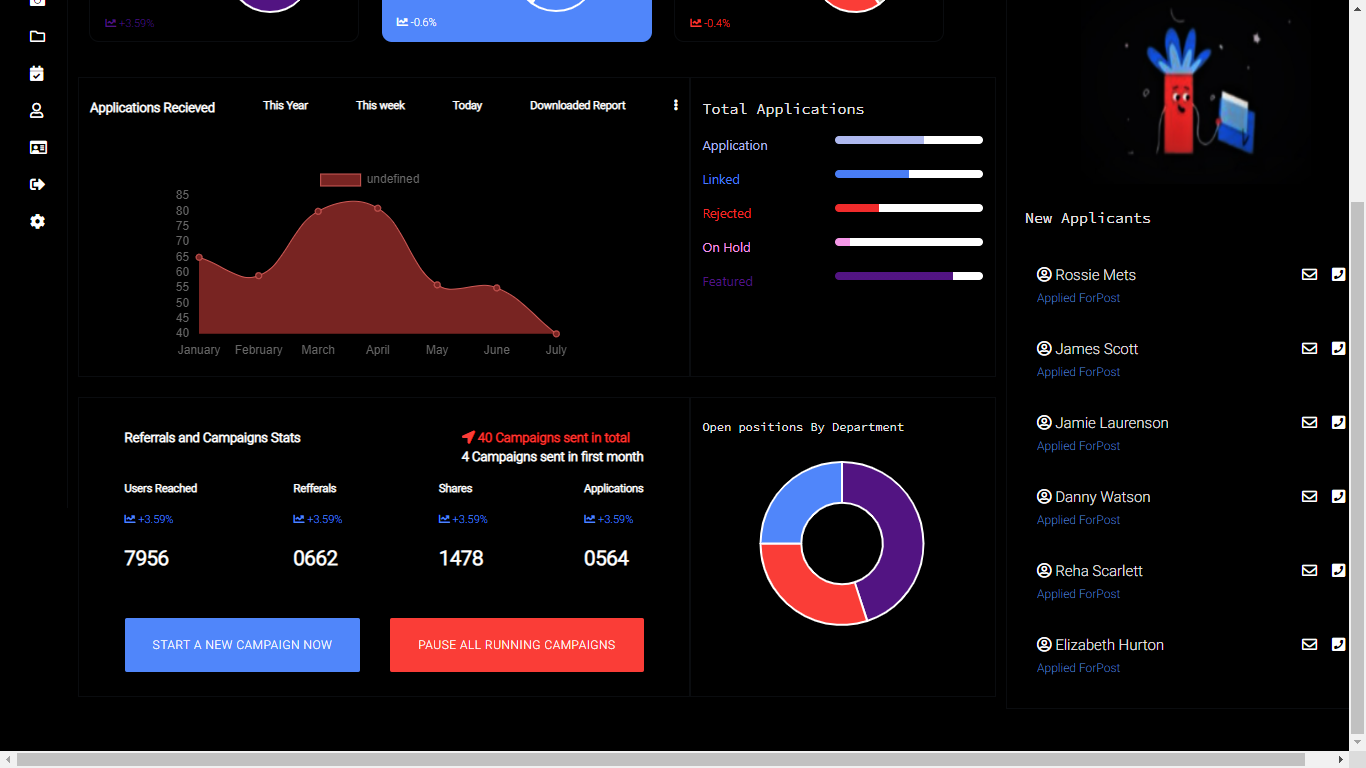 +3.59%
-0.6%
-0.4%
Applications Recieved
This Year
This week
Today
Downloaded Report
undefined
85
80
75
70
65
60
55
50
45
40
January February March April May June July
Total Applications
Application
Linked
Rejected
On Hold
Featured
Referrals and Campaigns Stats
40 Campaigns sent in total
4 Campaigns sent in first month
Users Reached Refferals Shares Applications
+3.59% +3.59% +3.59% +3.59%
7956 0662 1478 0564
START A NEW CAMPAIGN NOW
PAUSE ALL RUNNING CAMPAIGNS
Open positions By Department
New Applicants
Rossie Mets
Applied ForPost
James Scott
Applied ForPost
Jamie Laurenson
Applied ForPost
Danny Watson
Applied ForPost
Reha Scarlett
Applied ForPost
Elizabeth Hurton
Applied ForPost